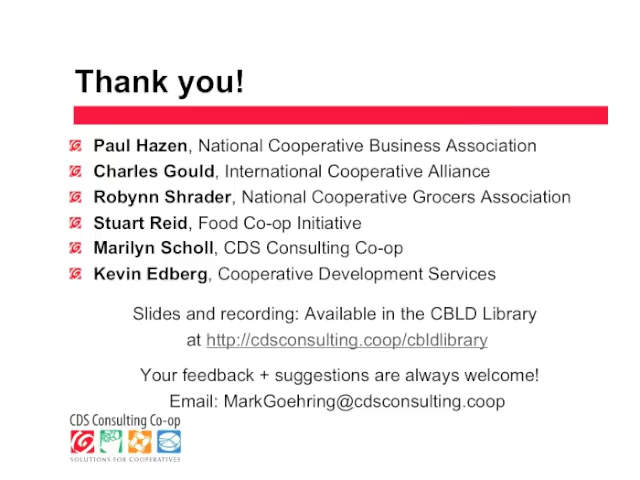 Thank you!
Paul Hazen, National Cooperative Business Association
Charles Gould, International Cooperative Alliance
Robynn Shrader, National Cooperative Grocers Association
Stuart Reid, Food Co-op Initiative
Marilyn Scholl, CDS Consulting Co-op
Kevin Edberg, Cooperative Development Services
Slides and recording: Available in the CBLD Library
at http://cdsconsulting.coop/cbldlibrary
Your feedback + suggestions are always welcome!
Email: MarkGoehring@cdsconsulting.coop
CDS Consulting Co-op
SOLUTIONS FOR COOPERATIVES